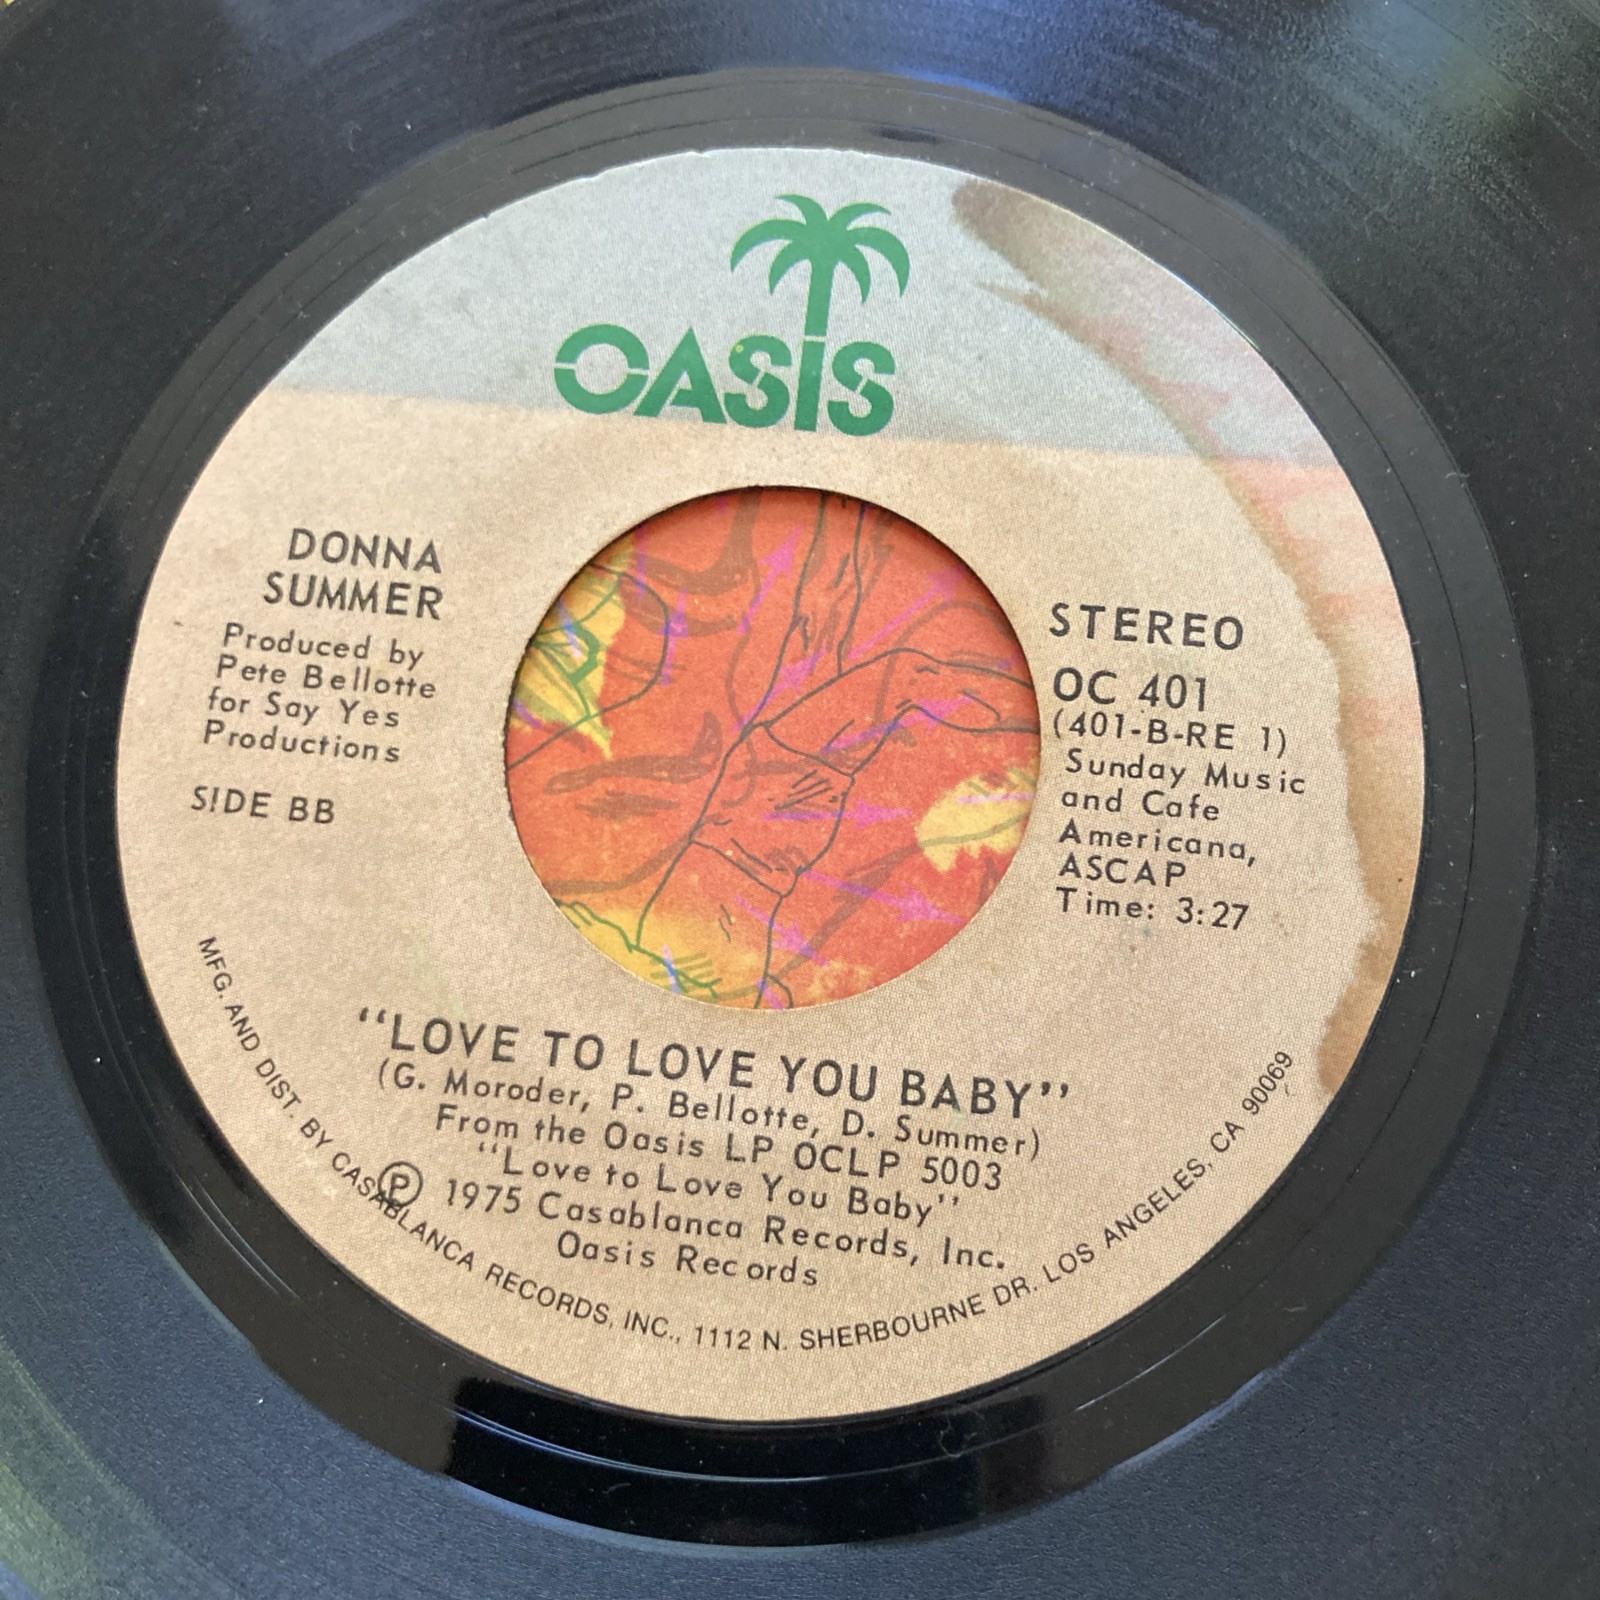 OASIS
DONNA
SUMMER
Produced by
Pete Bellotte
for Say Yes
Productions
SIDE BB
STEREO
OC 401
(401-B-RE 1)
Sunday Music
and Cafe
Americana,
ASCAP
Time: 3:27
"LOVE TO LOVE YOU BABY"
(G. Moroder, P. Bellotte, D. Summer)
From the Oasis LP OCLP 5003
"Love to Love You Baby"
Ⓟ 1975 Casablanca Records, Inc.
Oasis Records
MFG. AND DIST. BY CASABLANCA RECORDS, INC., 1112 N. SHERBOURNE DR. LOS ANGELES, CA 90069